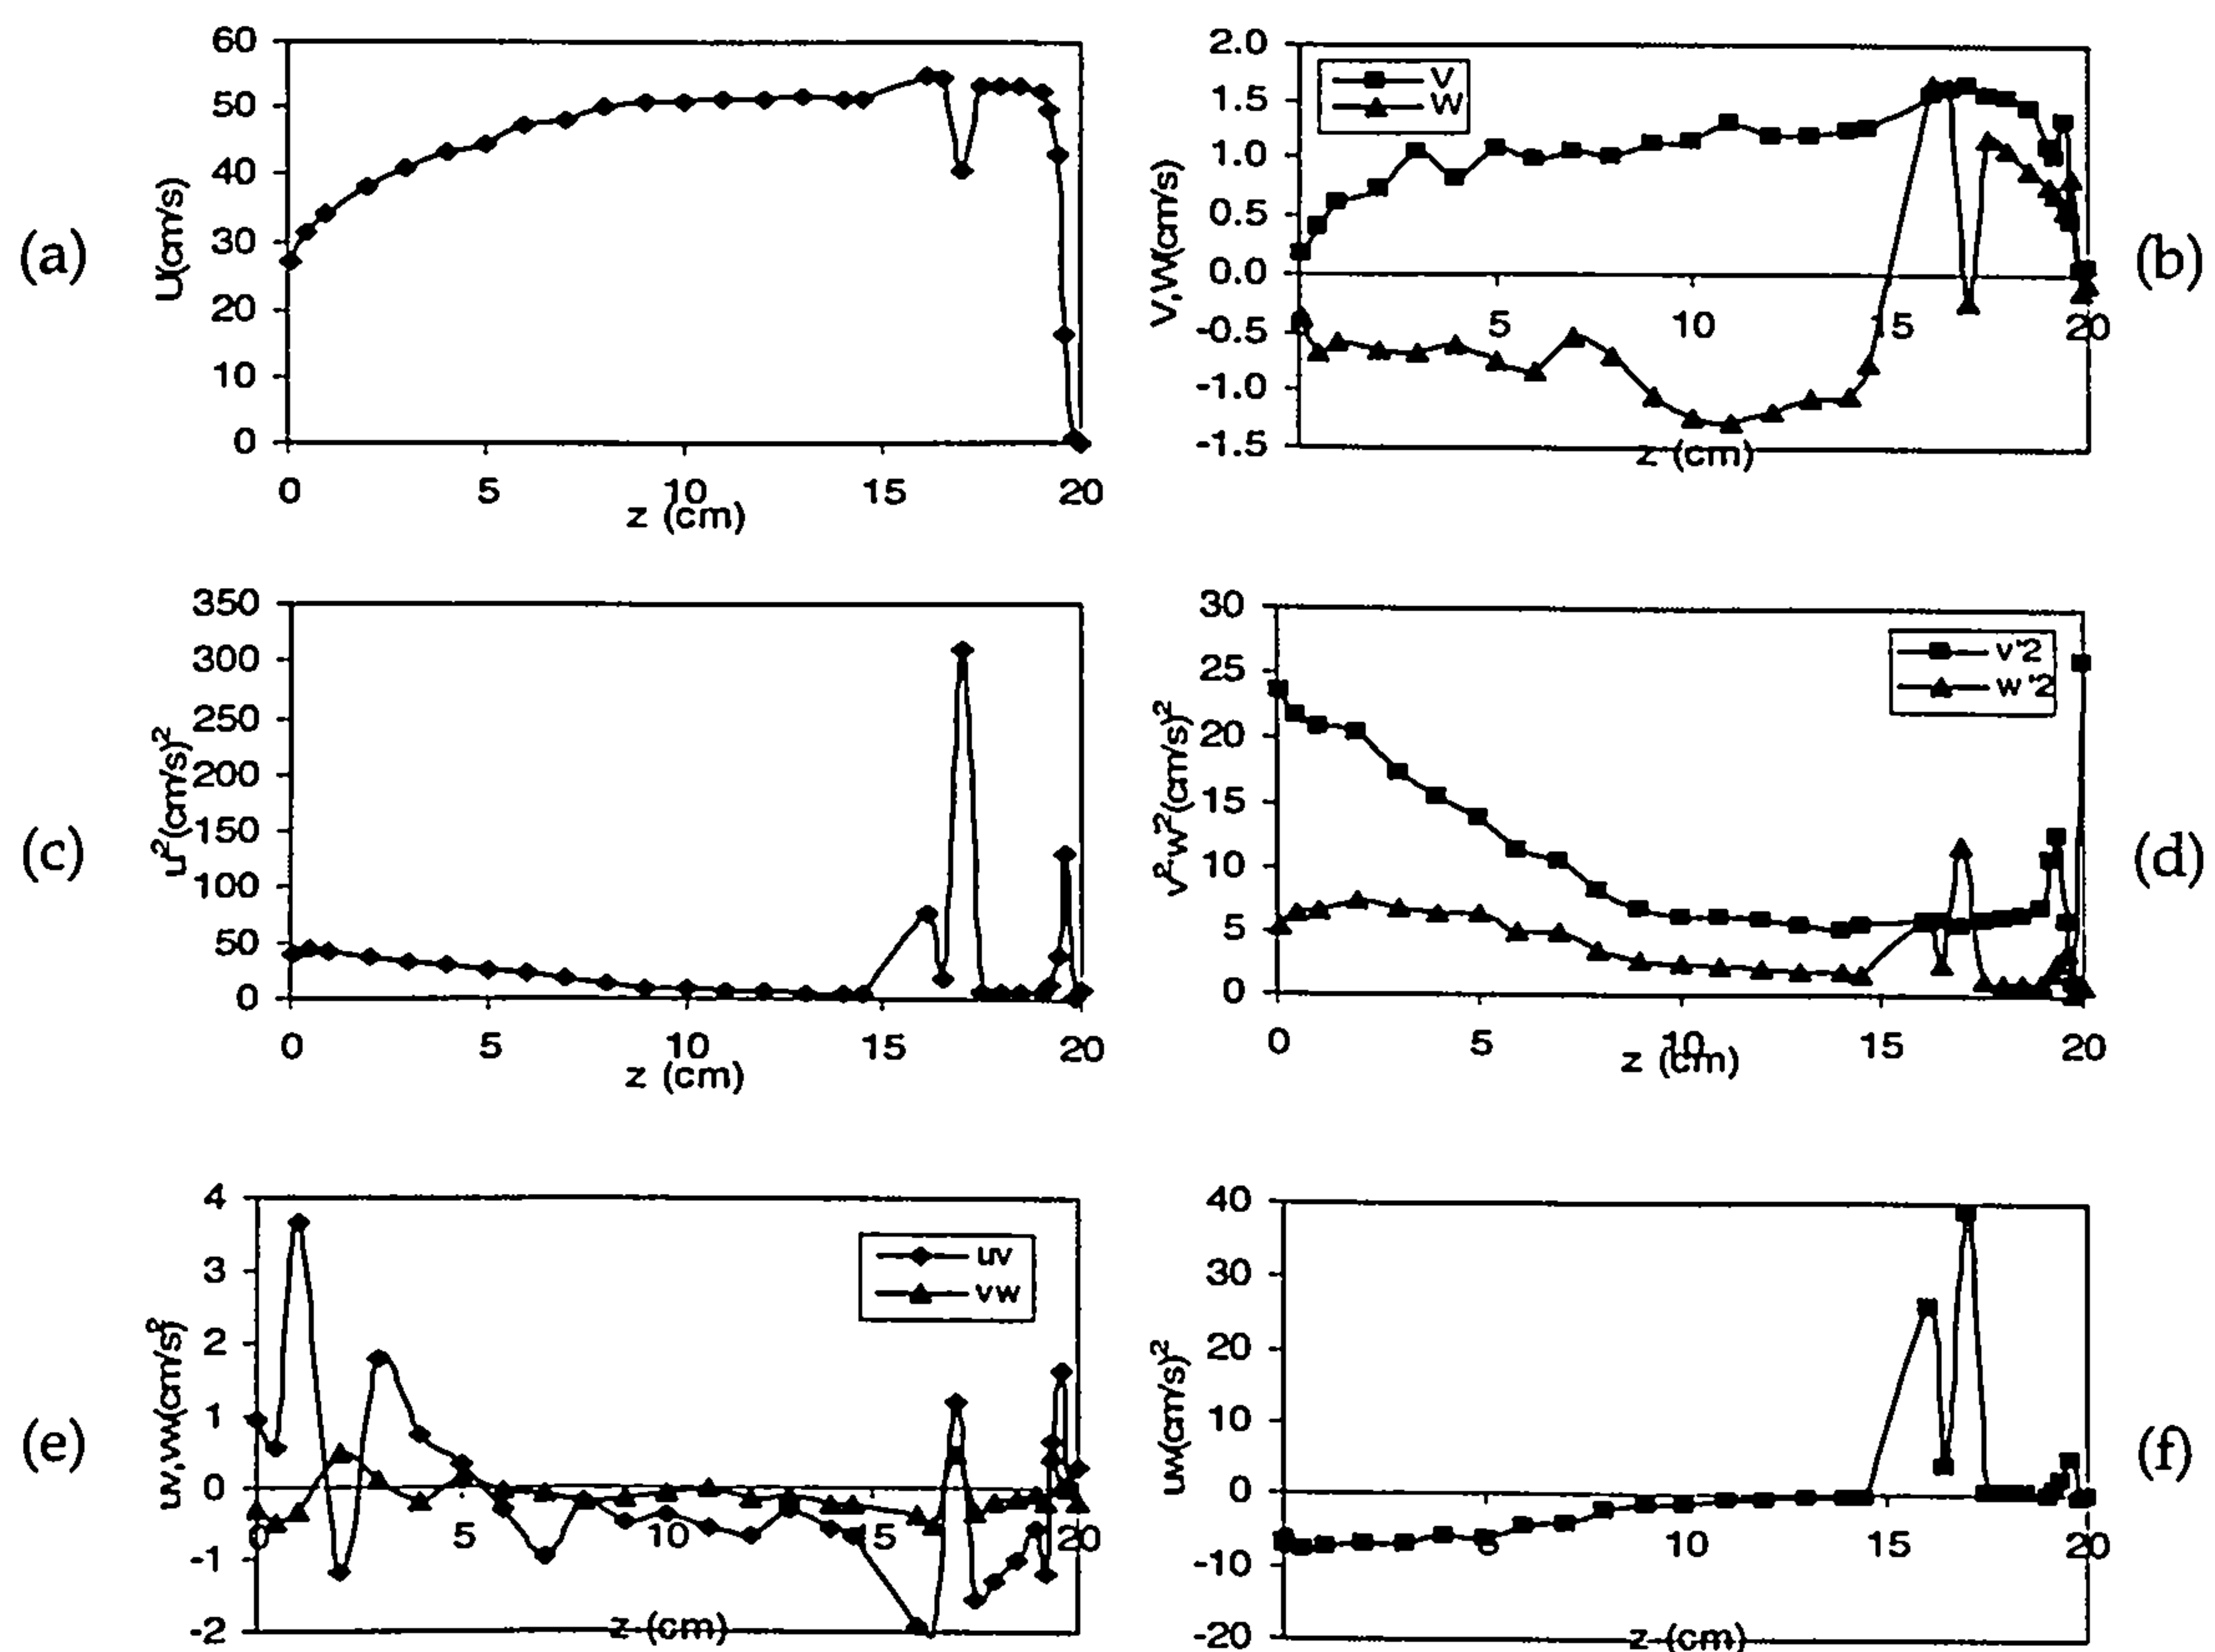 (a)
60
50
40
30
20
10
0
U(cm/s)
0 5 10 15 20
z (cm)
(b)
2.0
1.5
1.0
0.5
0.0
-0.5
-1.0
-1.5
V,W(cm/s)
V
W
5 10 15 20
z (cm)
(c)
350
300
250
200
150
100
50
0
u²(cm/s)²
0 5 10 15 20
z (cm)
(d)
30
25
20
15
10
5
0
v²,w²(cm/s)²
v'2
w'2
0 5 10 15 20
z (cm)
(e)
4
3
2
1
0
-1
-2
uv,vw(cm/s)²
uv
vw
0 5 10 15 20
z (cm)
(f)
40
30
20
10
0
-10
-20
uw(cm/s)²
5 10 15 20
z (cm)